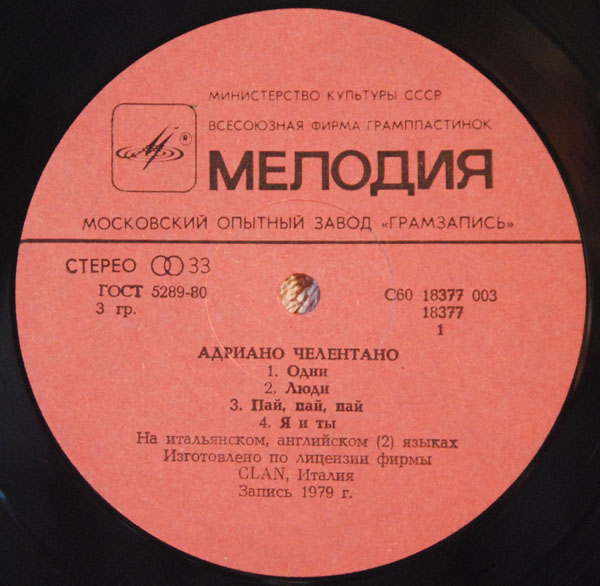 МИНИСТЕРСТВО КУЛЬТУРЫ СССР
ВСЕСОЮЗНАЯ ФИРМА ГРАМПЛАСТИНОК
®
МЕЛОДИЯ
МОСКОВСКИЙ ОПЫТНЫЙ ЗАВОД «ГРАМЗАПИСЬ»
СТЕРЕО 33
ГОСТ 5289-80
3 гр.
С60 18377 003
18377
1
АДРИАНО ЧЕЛЕНТАНО
1. Одни
2. Люди
3. Пай, пай, пай
4. Я и ты
На итальянском, английском (2) языках
Изготовлено по лицензии фирмы
CLAN, Италия
Запись 1979 г.